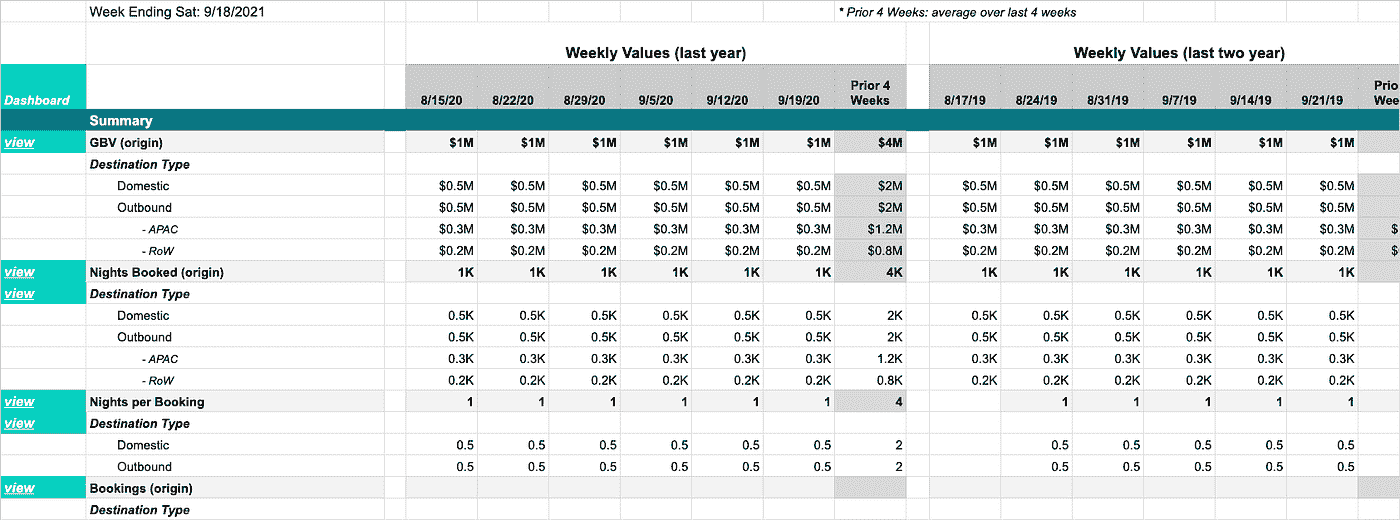 Week Ending Sat: 9/18/2021 * Prior 4 Weeks: average over last 4 weeks
Weekly Values (last year) Weekly Values (last two year)
Dashboard 8/15/20 8/22/20 8/29/20 9/5/20 9/12/20 9/19/20 Prior 4 Weeks 8/17/19 8/24/19 8/31/19 9/7/19 9/14/19 9/21/19
Summary
view GBV (origin) $1M $1M $1M $1M $1M $1M $4M $1M $1M $1M $1M $1M $1M
Destination Type
Domestic $0.5M $0.5M $0.5M $0.5M $0.5M $0.5M $2M $0.5M $0.5M $0.5M $0.5M $0.5M $0.5M
Outbound $0.5M $0.5M $0.5M $0.5M $0.5M $0.5M $2M $0.5M $0.5M $0.5M $0.5M $0.5M $0.5M
- APAC $0.3M $0.3M $0.3M $0.3M $0.3M $0.3M $1.2M $0.3M $0.3M $0.3M $0.3M $0.3M $0.3M $
- RoW $0.2M $0.2M $0.2M $0.2M $0.2M $0.2M $0.8M $0.2M $0.2M $0.2M $0.2M $0.2M $0.2M $
view Nights Booked (origin) 1K 1K 1K 1K 1K 1K 4K 1K 1K 1K 1K 1K 1K
view Destination Type
Domestic 0.5K 0.5K 0.5K 0.5K 0.5K 0.5K 2K 0.5K 0.5K 0.5K 0.5K 0.5K 0.5K
Outbound 0.5K 0.5K 0.5K 0.5K 0.5K 0.5K 2K 0.5K 0.5K 0.5K 0.5K 0.5K 0.5K
- APAC 0.3K 0.3K 0.3K 0.3K 0.3K 0.3K 1.2K 0.3K 0.3K 0.3K 0.3K 0.3K 0.3K
- RoW 0.2K 0.2K 0.2K 0.2K 0.2K 0.2K 0.8K 0.2K 0.2K 0.2K 0.2K 0.2K 0.2K
view Nights per Booking 1 1 1 1 1 1 4 1 1 1 1 1
view Destination Type
Domestic 0.5 0.5 0.5 0.5 0.5 0.5 2 0.5 0.5 0.5 0.5 0.5
Outbound 0.5 0.5 0.5 0.5 0.5 0.5 2 0.5 0.5 0.5 0.5 0.5
view Bookings (origin)
Destination Type